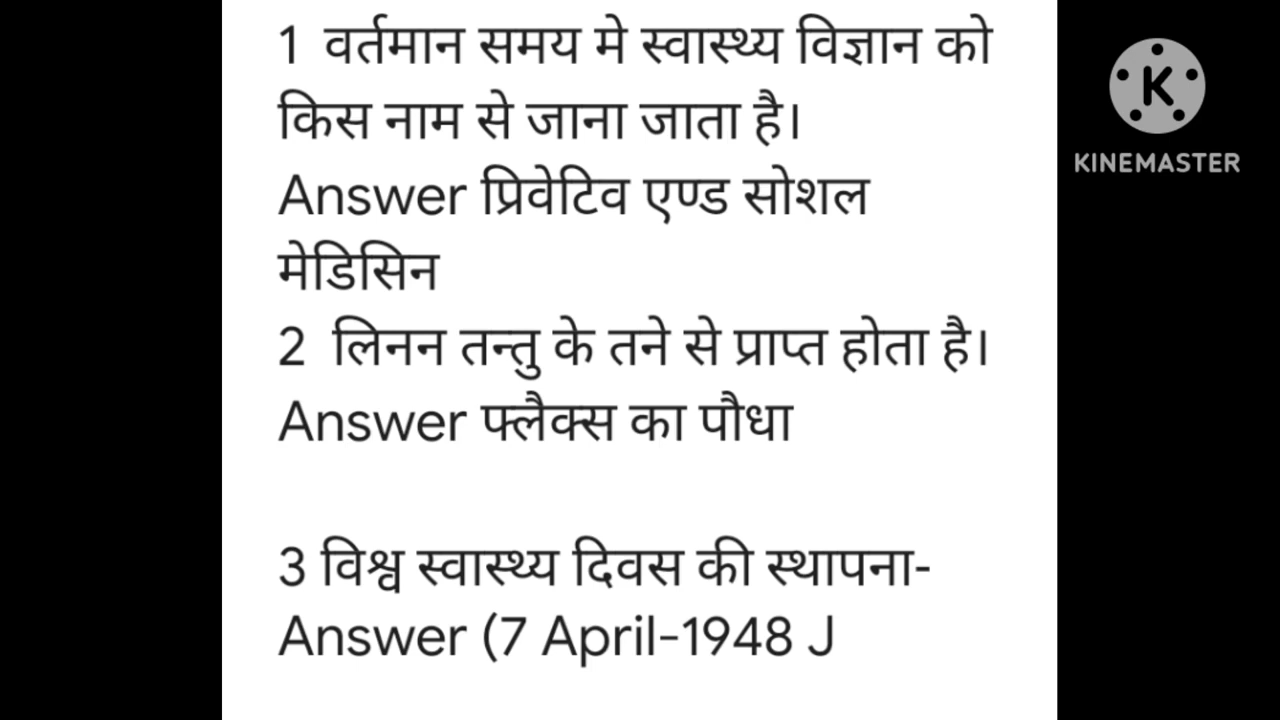 1 वर्तमान समय मे स्वास्थ्य विज्ञान को
किस नाम से जाना जाता है।
Answer प्रिवेटिव एण्ड सोशल
मेडिसिन
2 लिनन तन्तु के तने से प्राप्त होता है।
Answer फ्लैक्स का पौधा
3 विश्व स्वास्थ्य दिवस की स्थापना-
Answer (7 April-1948 J
K
KINEMASTER